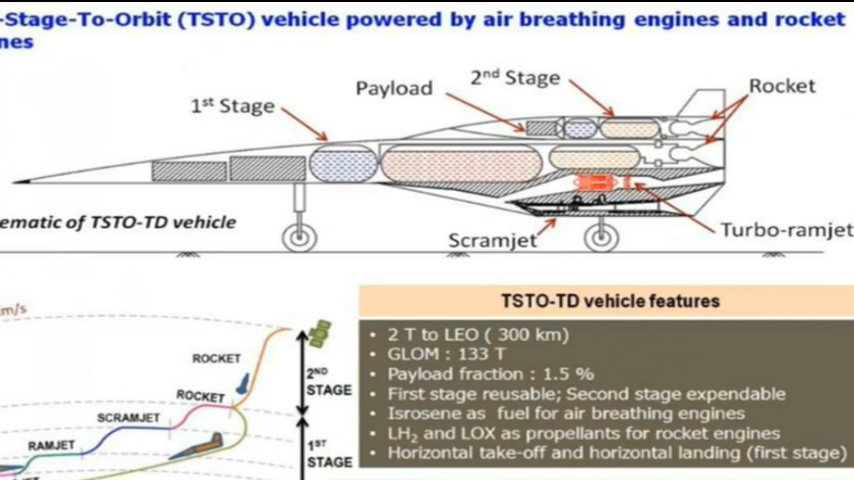 -Stage-To-Orbit (TSTO) vehicle powered by air breathing engines and rocket
nes
2nd Stage
Payload
Rocket
1st Stage
ematic of TSTO-TD vehicle
Scramjet
Turbo-ramjet
m/s
TSTO-TD vehicle features
• 2 T to LEO ( 300 km)
• GLOM : 133 T
• Payload fraction : 1.5 %
• First stage reusable; Second stage expendable
• Isrosene as fuel for air breathing engines
• LH2 and LOX as propellants for rocket engines
• Horizontal take-off and horizontal landing (first stage)
ROCKET
2ND
STAGE
ROCKET
SCRAMJET
RAMJET
1ST
STAGE